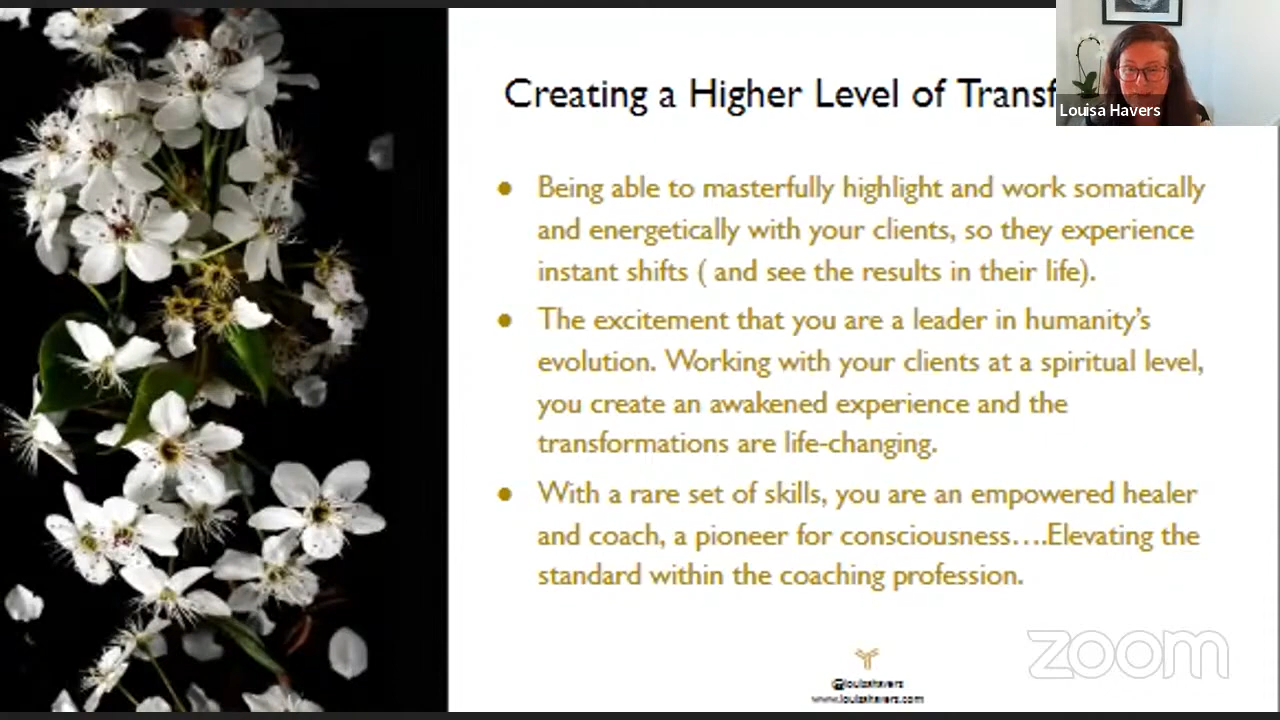 Creating a Higher Level of Transf
Louisa Havers
● Being able to masterfully highlight and work somatically
and energetically with your clients, so they experience
instant shifts ( and see the results in their life).
● The excitement that you are a leader in humanity’s
evolution. Working with your clients at a spiritual level,
you create an awakened experience and the
transformations are life-changing.
● With a rare set of skills, you are an empowered healer
and coach, a pioneer for consciousness….Elevating the
standard within the coaching profession.
zoom
@louisahavers
www.louisahavers.com